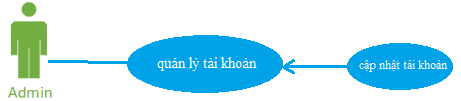 quản lý tài khoản
cập nhật tài khoản
Admin